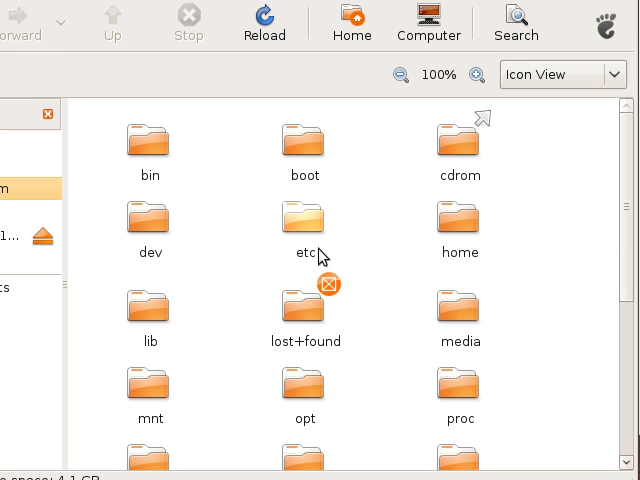 orward Up Stop Reload Home Computer Search
100% Icon View
bin boot cdrom
m
dev etc home
1...
ts
lib lost+found media
mnt opt proc
e space: 4.1 GB